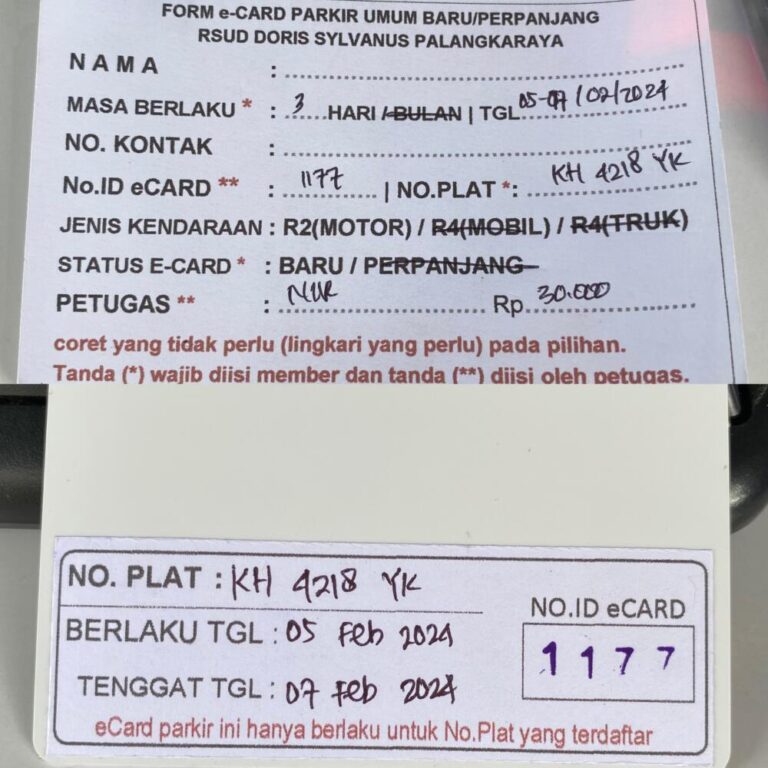 FORM e-CARD PARKIR UMUM BARU/PERPANJANG
RSUD DORIS SYLVANUS PALANGKARAYA
NAMA : ....................
MASA BERLAKU * : 3 HARI / BULAN | TGL 05-07/02/2024
NO. KONTAK : ....................
No.ID eCARD ** : 1177 | NO.PLAT *: KH 4218 YK
JENIS KENDARAAN : R2(MOTOR) / R4(MOBIL) / R4(TRUK)
STATUS E-CARD * : BARU / PERPANJANG
PETUGAS ** : NUR Rp 30.000
coret yang tidak perlu (lingkari yang perlu) pada pilihan.
Tanda (*) wajib diisi member dan tanda (**) diisi oleh petugas.
NO. PLAT : KH 4218 YK
BERLAKU TGL : 05 Feb 2024
TENGGAT TGL : 07 Feb 2024
NO.ID eCARD
1177
eCard parkir ini hanya berlaku untuk No.Plat yang terdaftar